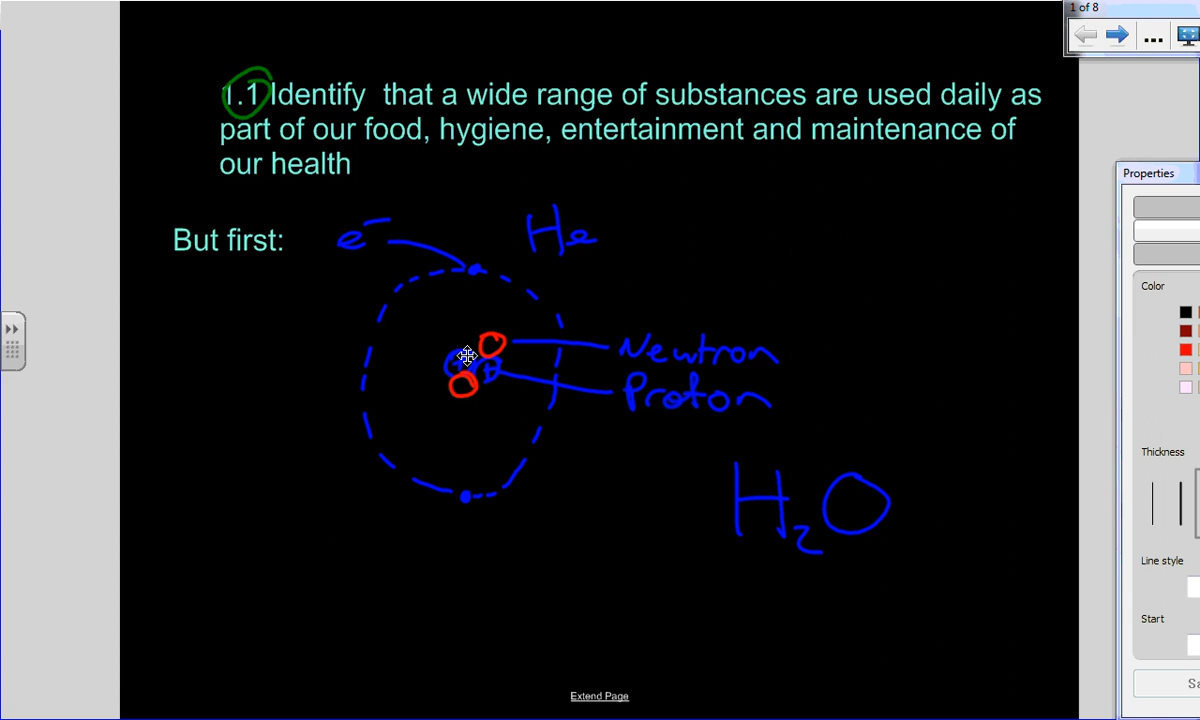 1 of 8
...
1.1 Identify that a wide range of substances are used daily as
part of our food, hygiene, entertainment and maintenance of
our health
Properties
But first:
e⁻
He
Color
Newtron
Proton
Thickness
H₂O
Line style
Start
Extend Page